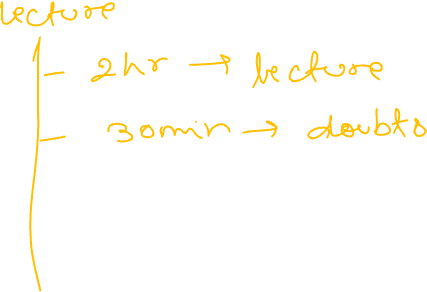 lecture
- 2hr → lecture
- 30min → doubts